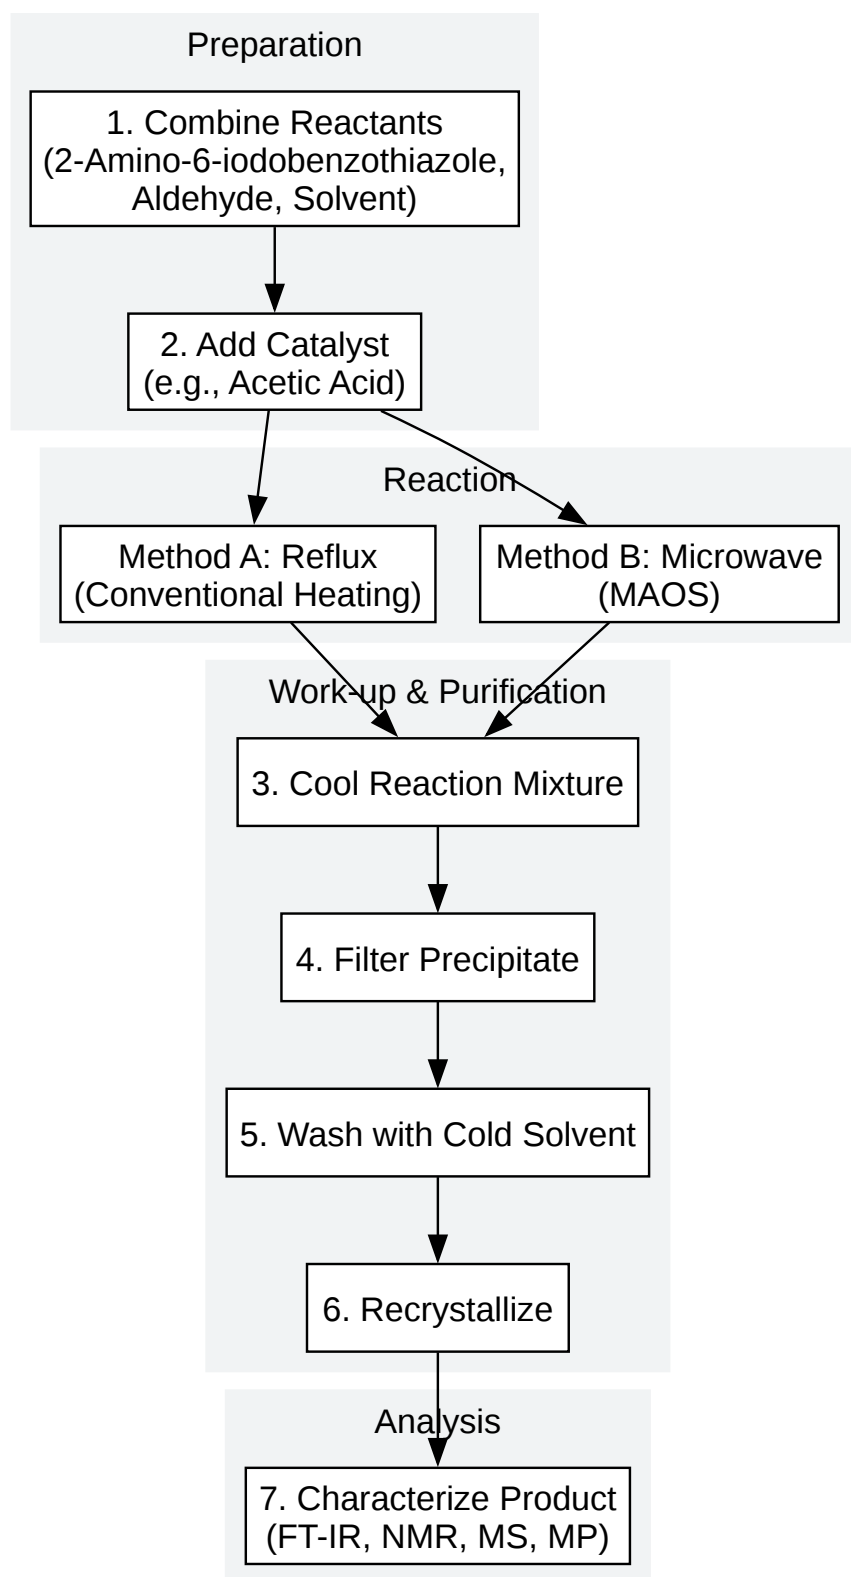 Preparation
1. Combine Reactants
(2-Amino-6-iodobenzothiazole,
Aldehyde, Solvent)
2. Add Catalyst
(e.g., Acetic Acid)
Reaction
Method A: Reflux
(Conventional Heating)
Method B: Microwave
(MAOS)
Work-up & Purification
3. Cool Reaction Mixture
4. Filter Precipitate
5. Wash with Cold Solvent
6. Recrystallize
Analysis
7. Characterize Product
(FT-IR, NMR, MS, MP)